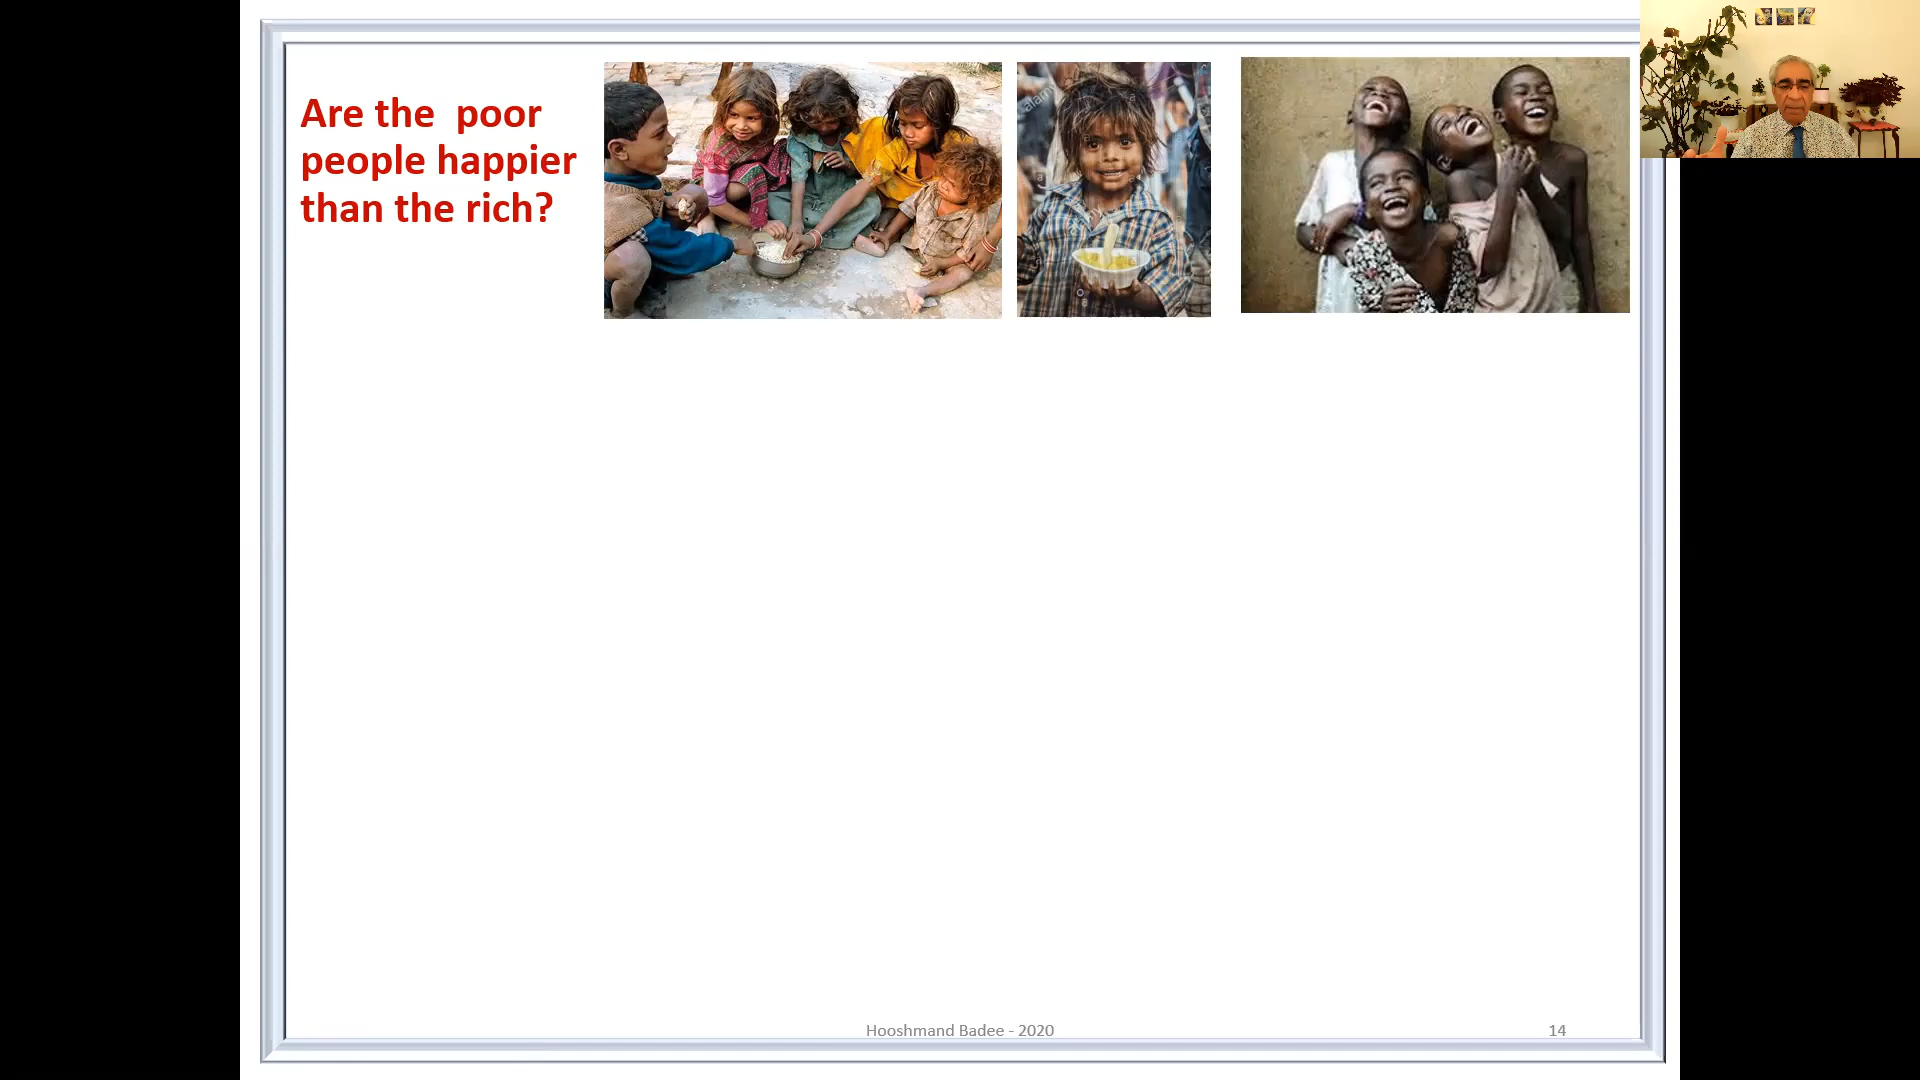 Are the  poor
people happier
than the rich?
Hooshmand Badee - 2020
14